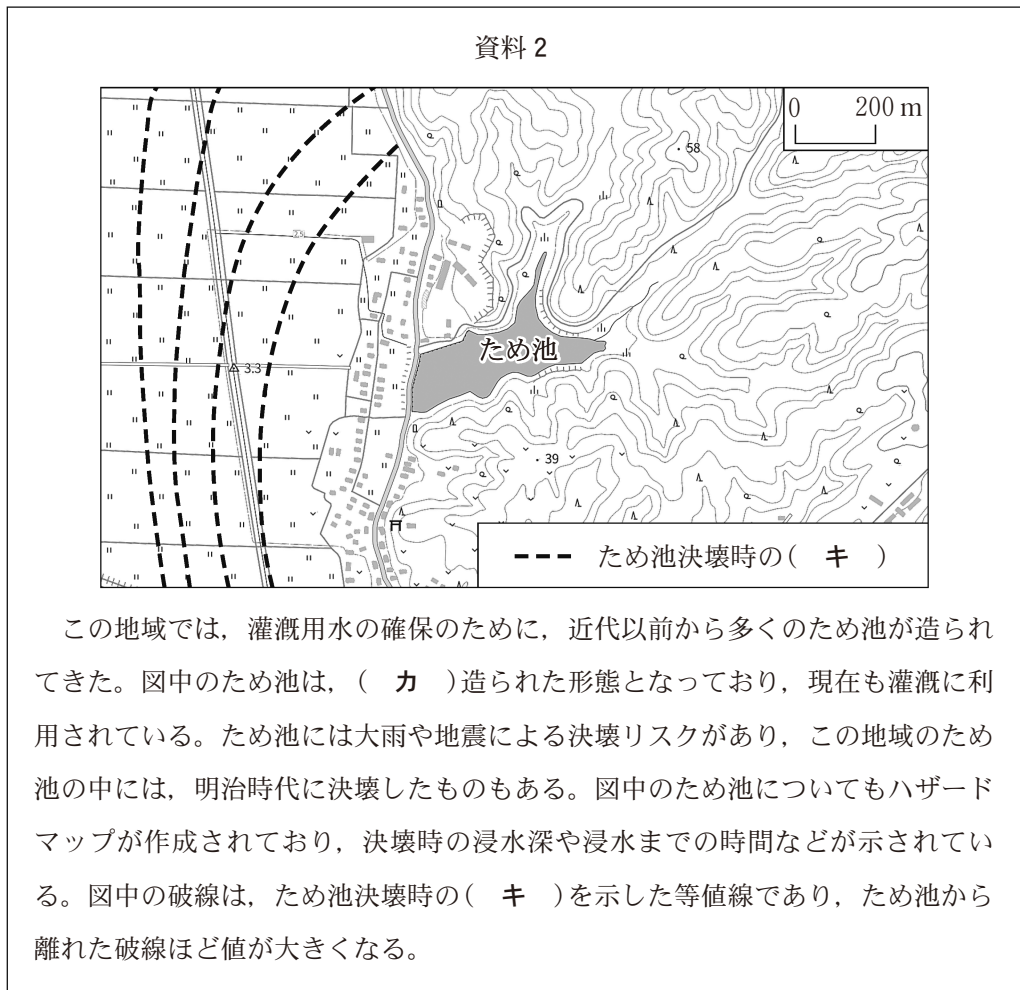 資料 2
0 200 m
・58
2.5
ため池
3.3
・39
ため池決壊時の( キ )
この地域では，灌漑用水の確保のために，近代以前から多くのため池が造られ
てきた。図中のため池は，( カ )造られた形態となっており，現在も灌漑に利
用されている。ため池には大雨や地震による決壊リスクがあり，この地域のため
池の中には，明治時代に決壊したものもある。図中のため池についてもハザード
マップが作成されており，決壊時の浸水深や浸水までの時間などが示されてい
る。図中の破線は，ため池決壊時の( キ )を示した等値線であり，ため池から
離れた破線ほど値が大きくなる。